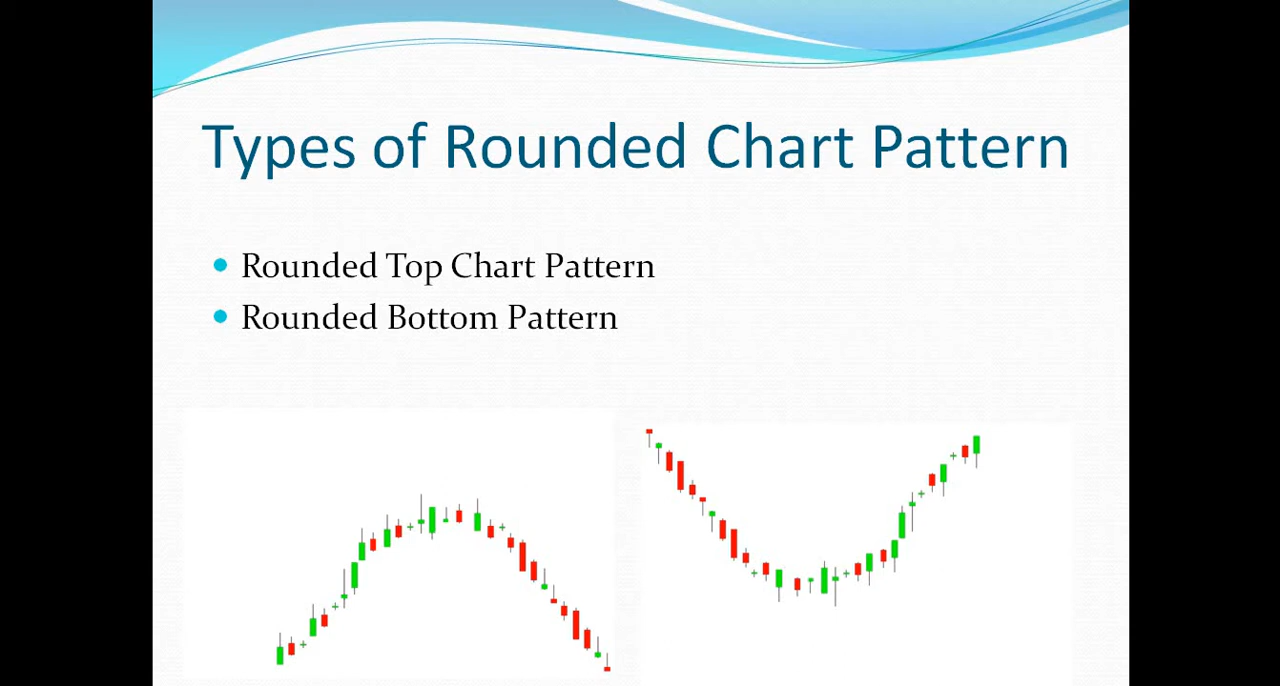 Types of Rounded Chart Pattern
Rounded Top Chart Pattern
Rounded Bottom Pattern